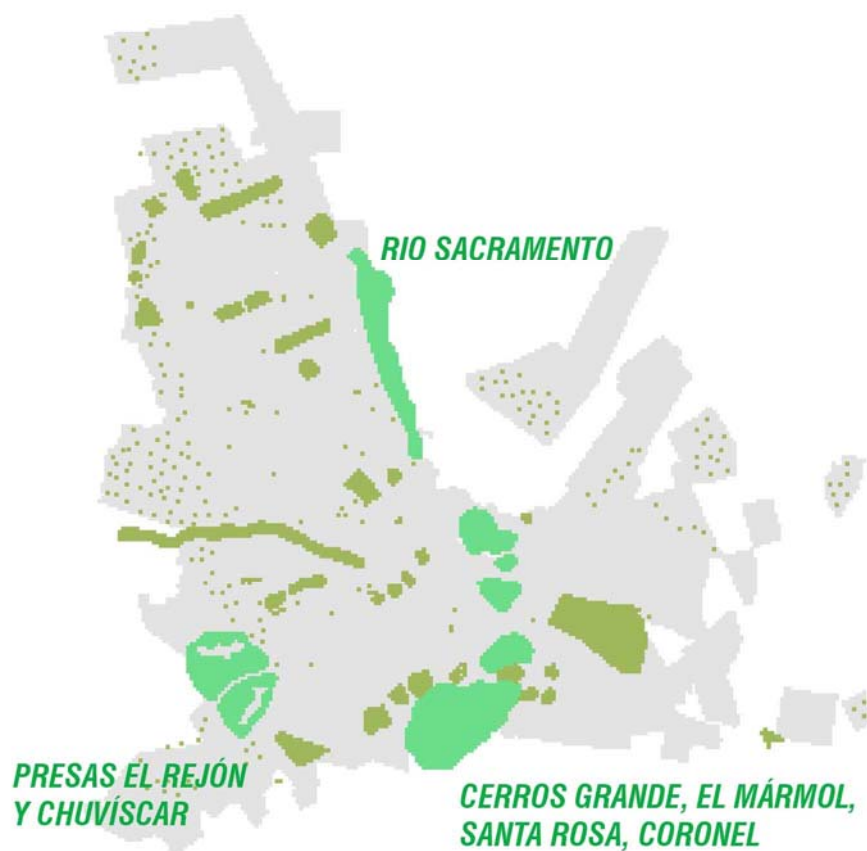 RIO SACRAMENTO
PRESAS EL REJÓN
Y CHUVÍSCAR
CERROS GRANDE, EL MÁRMOL,
SANTA ROSA, CORONEL